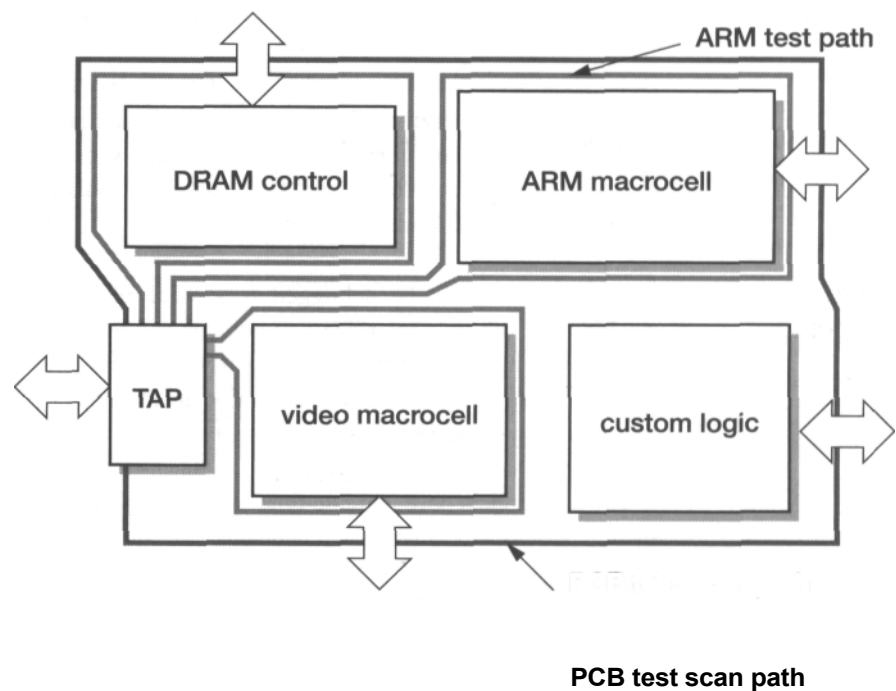 ARM test path
DRAM control
ARM macrocell
TAP
video macrocell
custom logic
PCB test scan path